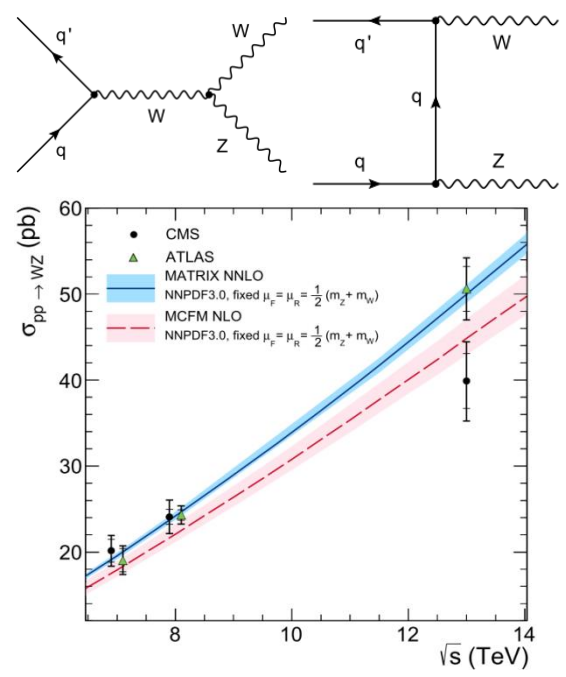 q'
W
q
W
Z
q'
W
q
q
Z
σpp → WZ (pb)
60
50
40
30
20
CMS
ATLAS
MATRIX NNLO
NNPDF3.0, fixed μF = μR = 1/2 (mZ + mW)
MCFM NLO
NNPDF3.0, fixed μF = μR = 1/2 (mZ + mW)
8
10
12
14
√s (TeV)